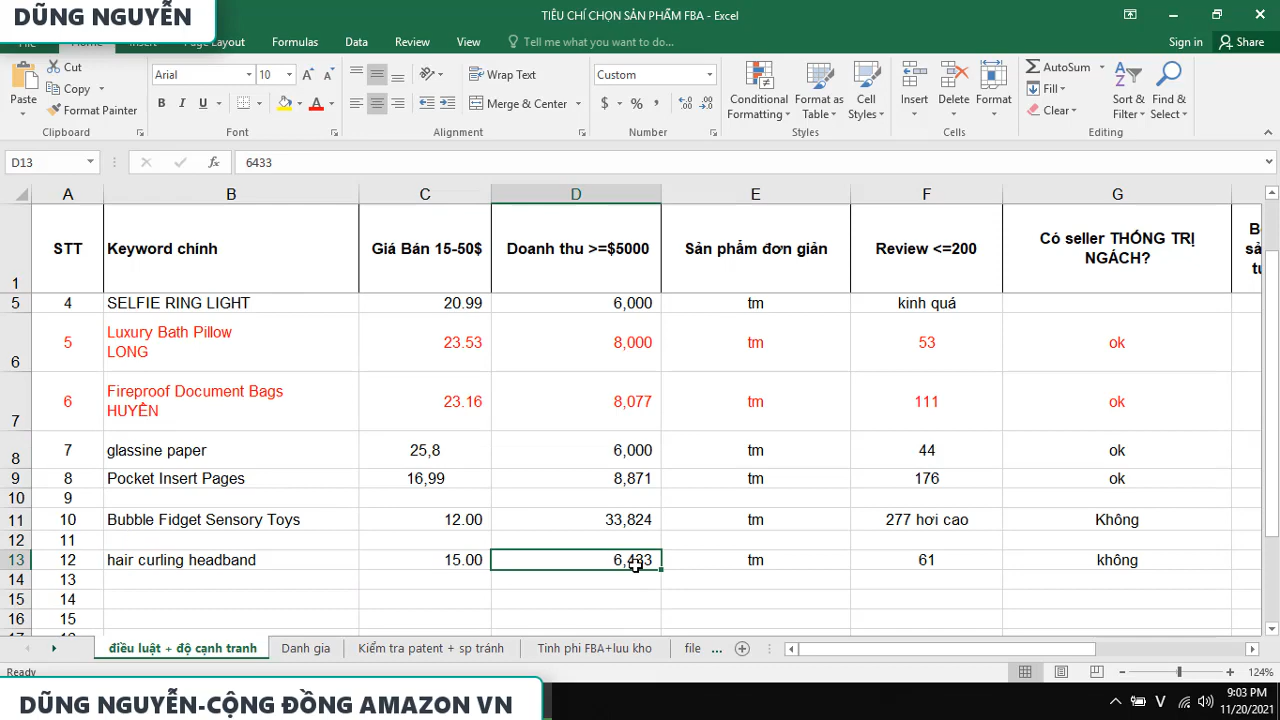 DŨNG NGUYỄN
TIÊU CHÍ CHỌN SẢN PHẨM FBA - Excel
Page Layout Formulas Data Review View Tell me what you want to do... Sign in Share
Cut
Copy
Format Painter
Paste
Clipboard
Arial 10
B I U
Font
Wrap Text
Merge & Center
Alignment
Custom
$ % ,
Number
Conditional Formatting
Format as Table
Cell Styles
Styles
Insert Delete Format
Cells
AutoSum
Fill
Clear
Sort & Filter
Find & Select
Editing
D13 fx 6433
A B C D E F G
1 STT Keyword chính Giá Bán 15-50$ Doanh thu >=$5000 Sản phẩm đơn giản Review <=200 Có seller THỐNG TRỊ NGÁCH?
5 4 SELFIE RING LIGHT 20.99 6,000 tm kinh quá
6 5 Luxury Bath Pillow LONG 23.53 8,000 tm 53 ok
7 6 Fireproof Document Bags HUYỀN 23.16 8,077 tm 111 ok
8 7 glassine paper 25,8 6,000 tm 44 ok
9 8 Pocket Insert Pages 16,99 8,871 tm 176 ok
10 9
11 10 Bubble Fidget Sensory Toys 12.00 33,824 tm 277 hơi cao Không
12 11
13 12 hair curling headband 15.00 6,433 tm 61 không
14 13
15 14
16 15
điều luật + độ cạnh tranh Danh gia Kiểm tra patent + sp tránh Tính phí FBA+luu kho file ...
Ready 124%
DŨNG NGUYỄN-CỘNG ĐỒNG AMAZON VN
V 9:03 PM
11/20/2021